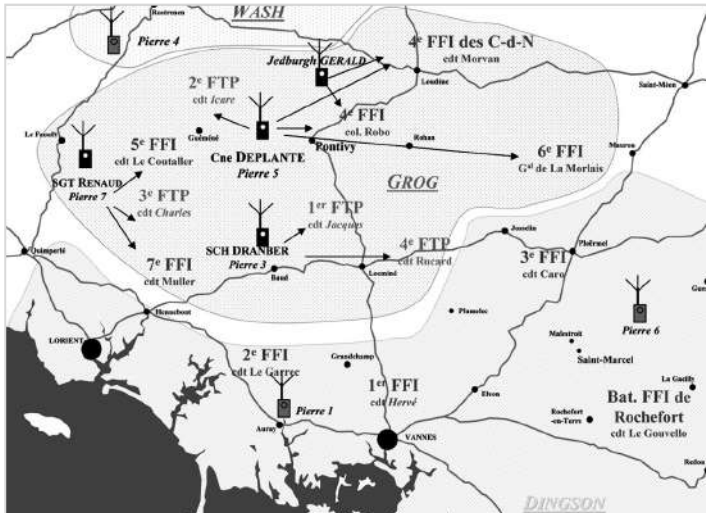 WASH
Rostrenen
Pierre 4
Jedburgh GERALD
4e FFI des C-d-N
cdt Morvan
Loudéac
Saint-Méen
2e FTP
cdt Icare
4e FFI
col. Robo
Le Faouët
Guéméné
5e FFI
cdt Le Coutaller
Cne DEPLANTE
Pierre 5
Pontivy
Rohan
6e FFI
Gal de La Morlais
Mauron
SGT RENAUD
Pierre 7
3e FTP
cdt Charles
GROG
1er FTP
cdt Jacques
SCH DRANBER
Pierre 3
4e FTP
cdt Rucard
Josselin
Ploërmel
Quimperlé
7e FFI
cdt Muller
Baud
Locminé
3e FFI
cdt Caro
Hennebont
Plumelec
Pierre 6
LORIENT
2e FFI
cdt Le Garrec
Grandchamp
Malestroit
Saint-Marcel
1er FFI
cdt Hervé
Elven
La Gacilly
Bat. FFI de
Rochefort
cdt Le Gouvello
Pierre 1
Auray
VANNES
Rochefort
-en-Terre
Redon
DINGSON